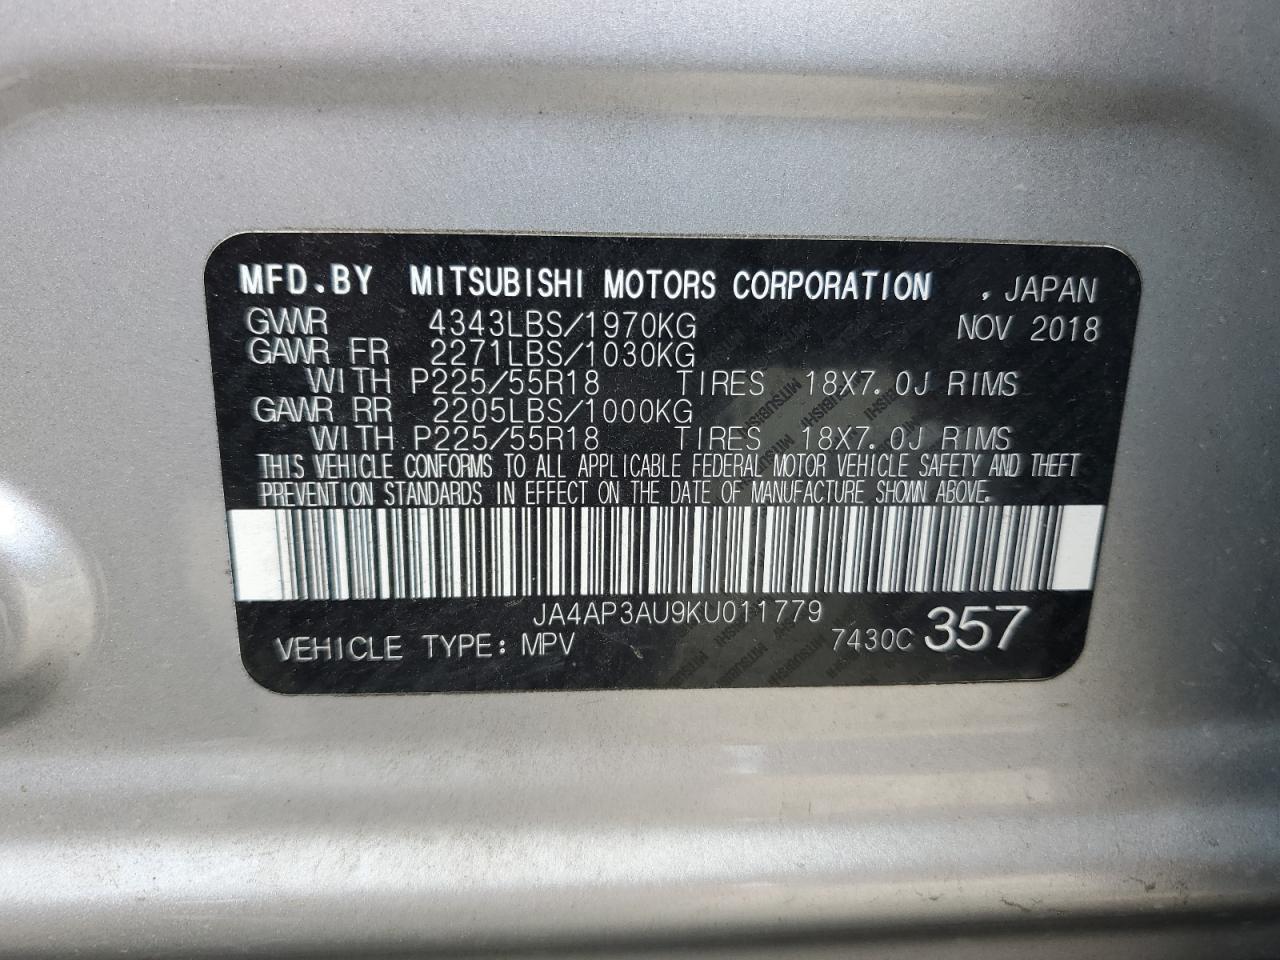 MFD.BY MITSUBISHI MOTORS CORPORATION , JAPAN
GVWR 4343LBS/1970KG NOV 2018
GAWR FR 2271LBS/1030KG
WITH P225/55R18 TIRES 18X7.0J RIMS
GAWR RR 2205LBS/1000KG
WITH P225/55R18 TIRES 18X7.0J RIMS
THIS VEHICLE CONFORMS TO ALL APPLICABLE FEDERAL MOTOR VEHICLE SAFETY AND THEFT
PREVENTION STANDARDS IN EFFECT ON THE DATE OF MANUFACTURE SHOWN ABOVE.
JA4AP3AU9KU011779
VEHICLE TYPE: MPV 7430C 357